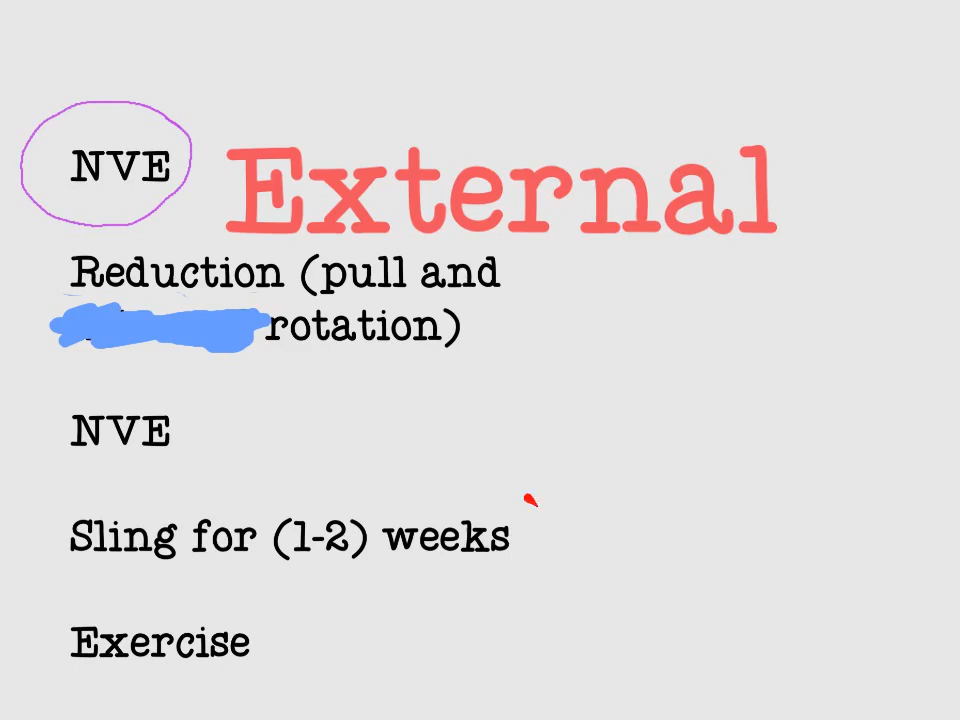 NVE
External
Reduction (pull and
rotation)
NVE
Sling for (1-2) weeks
Exercise